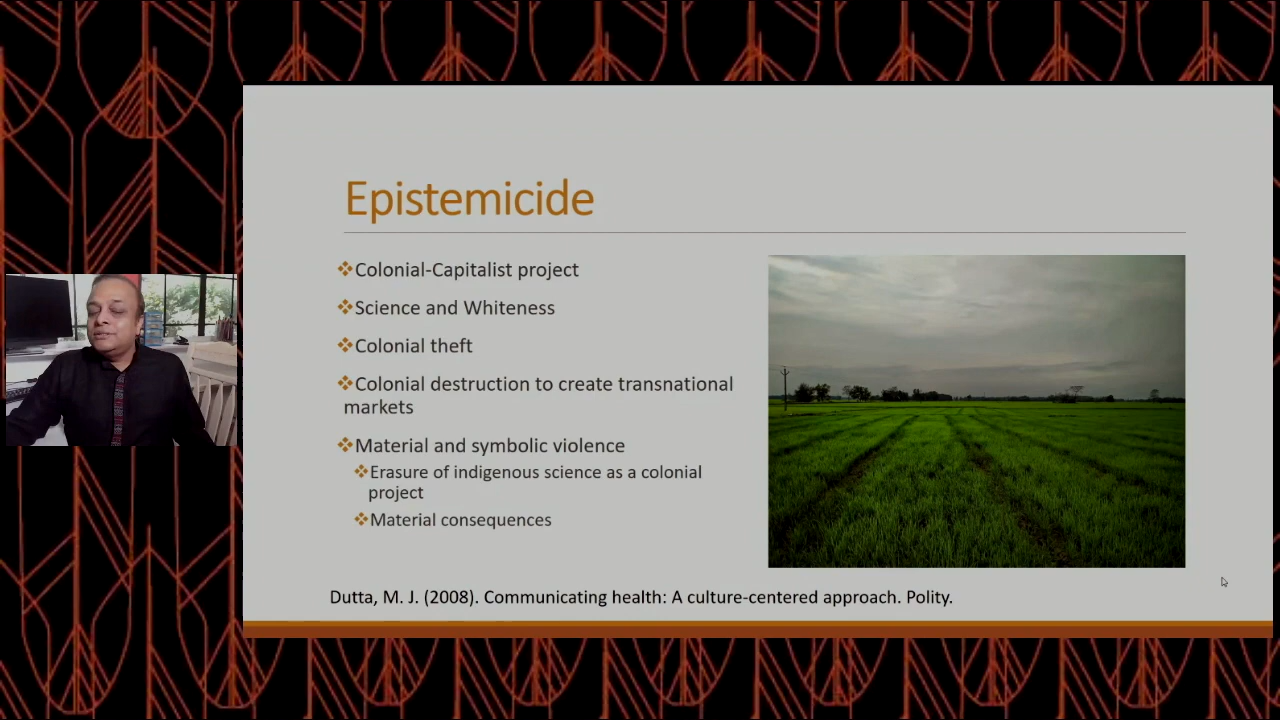 Epistemicide
❖Colonial-Capitalist project
❖Science and Whiteness
❖Colonial theft
❖Colonial destruction to create transnational
markets
❖Material and symbolic violence
❖Erasure of indigenous science as a colonial
project
❖Material consequences
Dutta, M. J. (2008). Communicating health: A culture-centered approach. Polity.